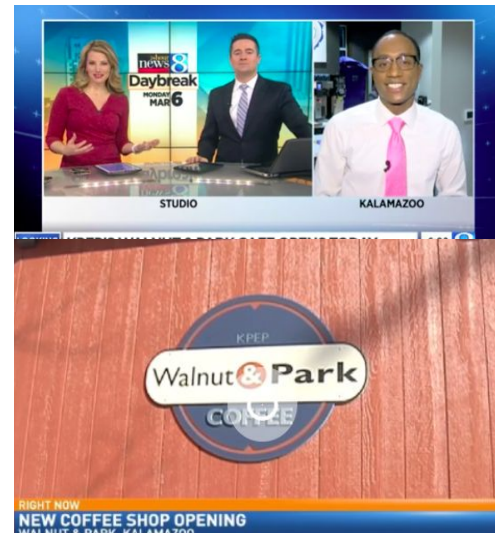 news 8
Daybreak
MONDAY
MAR 6
STUDIO
KALAMAZOO
KPEP
Walnut & Park
COFFEE
RIGHT NOW
NEW COFFEE SHOP OPENING
WALNUT & PARK, KALAMAZOO